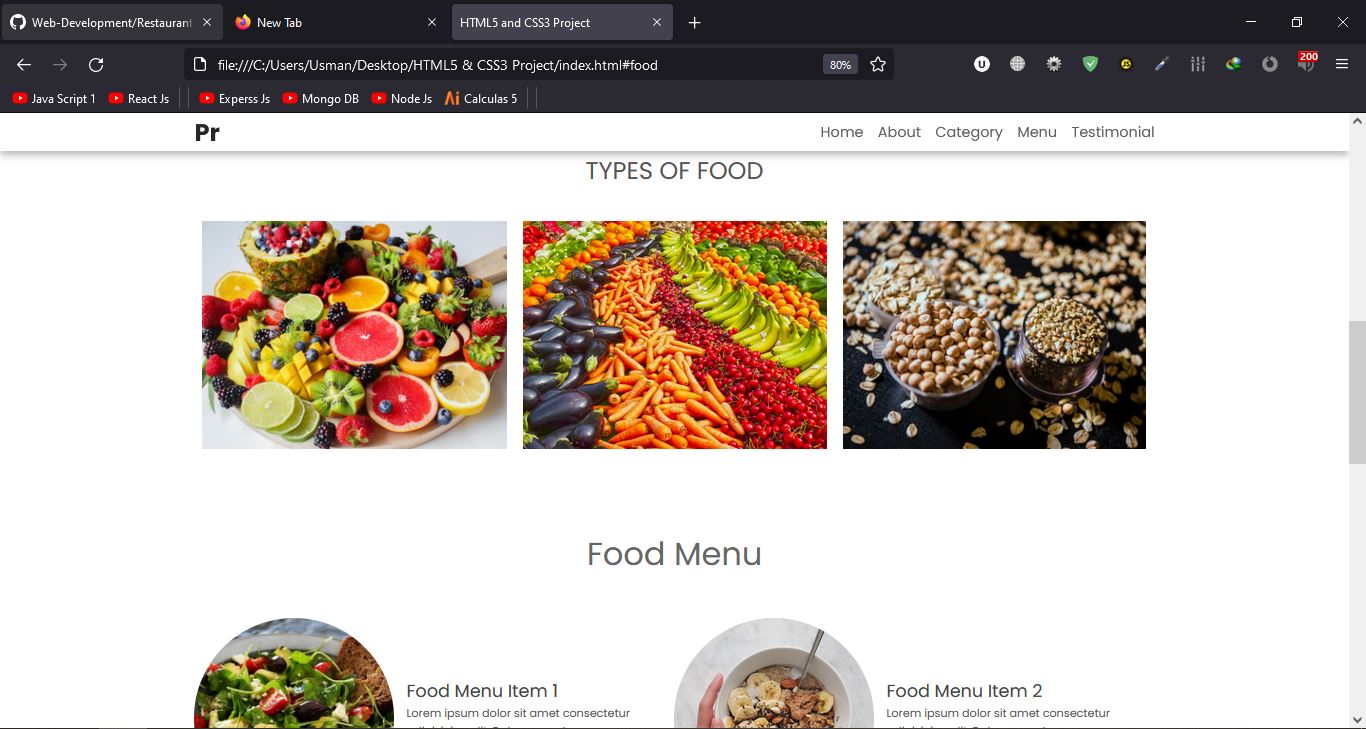 Web-Development/Restaurant
New Tab
HTML5 and CSS3 Project
file:///C:/Users/Usman/Desktop/HTML5 & CSS3 Project/index.html#food
80%
U
JS
200
Java Script 1
React Js
Experss Js
Mongo DB
Node Js
Ai Calculas 5
Pr
Home
About
Category
Menu
Testimonial
TYPES OF FOOD
Food Menu
Food Menu Item 1
Lorem ipsum dolor sit amet consectetur
Food Menu Item 2
Lorem ipsum dolor sit amet consectetur